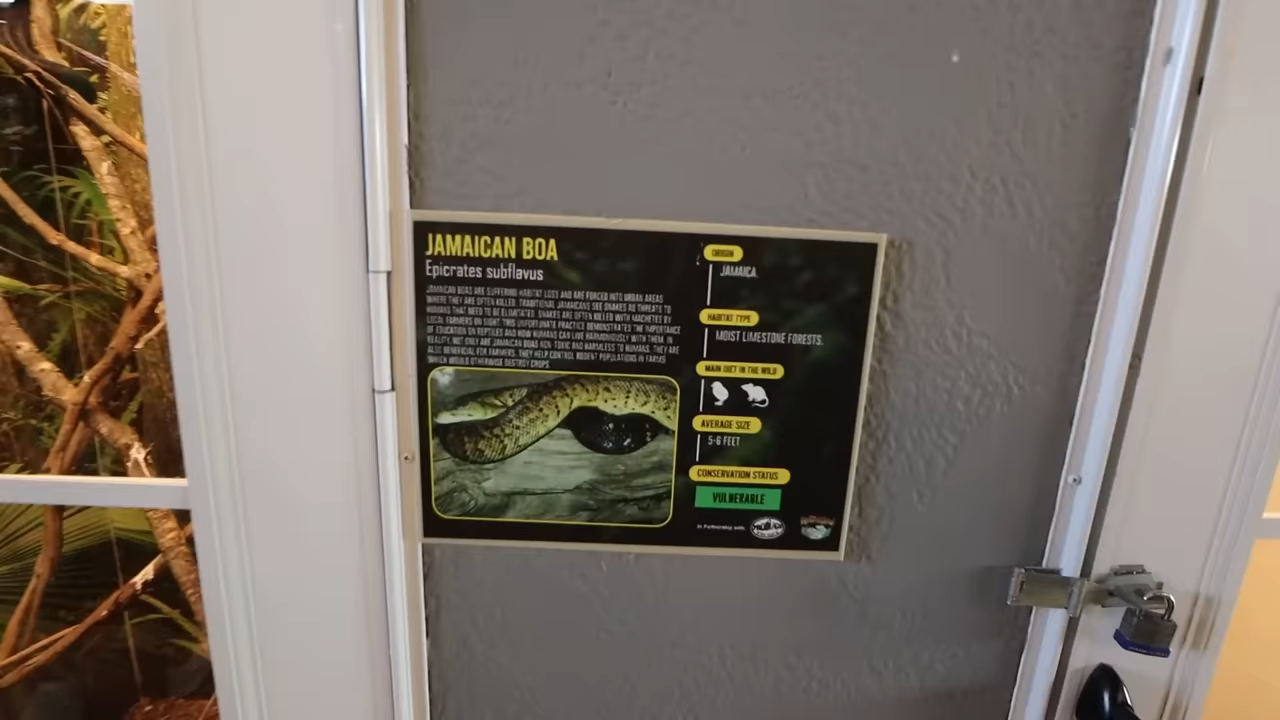 JAMAICAN BOA
Epicrates subflavus
JAMAICAN BOAS ARE SUFFERING HABITAT LOSS AND ARE FORCED INTO URBAN AREAS
WHERE THEY ARE OFTEN KILLED. TRADITIONAL JAMAICANS SEE SNAKES AS THREATS TO
HUMANS THAT NEED TO BE ELIMITATED. SNAKES ARE OFTEN KILLED WITH MACHETES BY
LOCAL FARMERS ON SIGHT. THIS UNFORTUNATE PRACTICE DEMONSTRATES THE IMPORTANCE
OF EDUCATION ON REPTILES AND HOW HUMANS CAN LIVE HARMONIOUSLY WITH THEM. IN
REALITY, NOT ONLY ARE JAMAICAN BOAS NON-TOXIC AND HARMLESS TO HUMANS, THEY ARE
ALSO BENEFICIAL FOR FARMERS. THEY HELP CONTROL RODENT POPULATIONS IN FARMS
WHICH WOULD OTHERWISE DESTROY CROPS.
ORIGIN
JAMAICA.
HABITAT TYPE
MOIST LIMESTONE FORESTS.
MAIN DIET IN THE WILD
AVERAGE SIZE
5-6 FEET
CONSERVATION STATUS
VULNERABLE
In Partnership with: